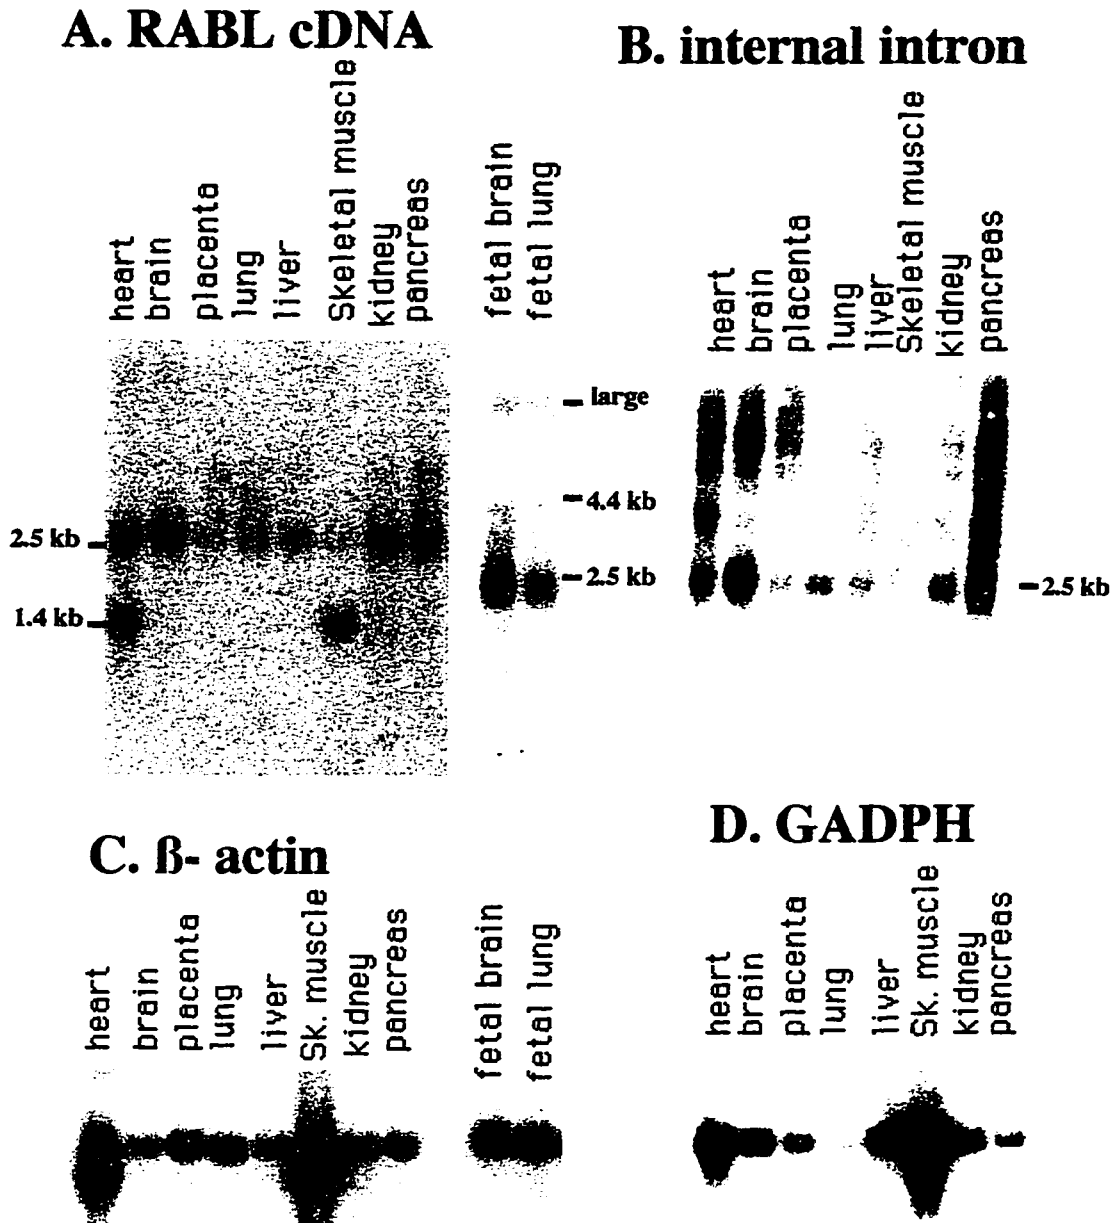 A. RABL cDNA
heart
brain
placenta
lung
liver
Skeletal muscle
kidney
pancreas
fetal brain
fetal lung
large
4.4 kb
2.5 kb
2.5 kb
1.4 kb
B. internal intron
heart
brain
placenta
lung
liver
Skeletal muscle
kidney
pancreas
2.5 kb
C. ß- actin
heart
brain
placenta
lung
liver
Sk. muscle
kidney
pancreas
fetal brain
fetal lung
D. GADPH
heart
brain
placenta
lung
liver
Sk. muscle
kidney
pancreas